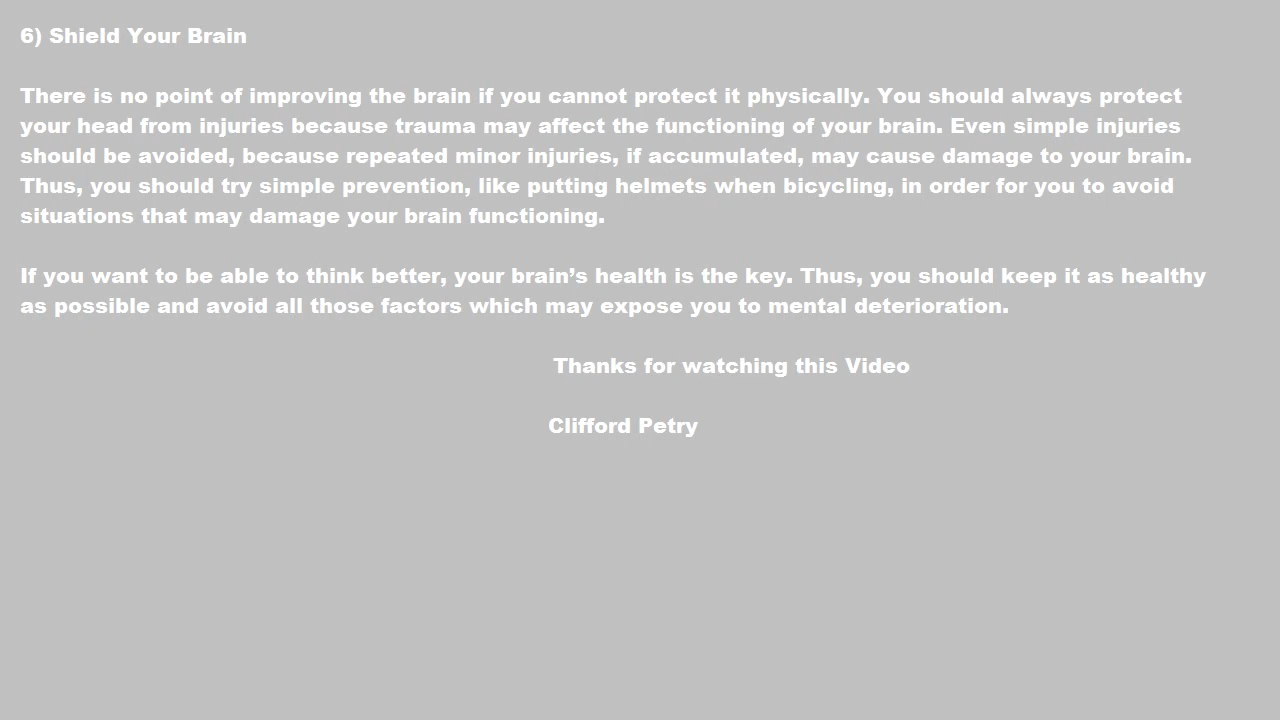 6) Shield Your Brain
There is no point of improving the brain if you cannot protect it physically. You should always protect
your head from injuries because trauma may affect the functioning of your brain. Even simple injuries
should be avoided, because repeated minor injuries, if accumulated, may cause damage to your brain.
Thus, you should try simple prevention, like putting helmets when bicycling, in order for you to avoid
situations that may damage your brain functioning.
If you want to be able to think better, your brain’s health is the key. Thus, you should keep it as healthy
as possible and avoid all those factors which may expose you to mental deterioration.
Thanks for watching this Video
Clifford Petry